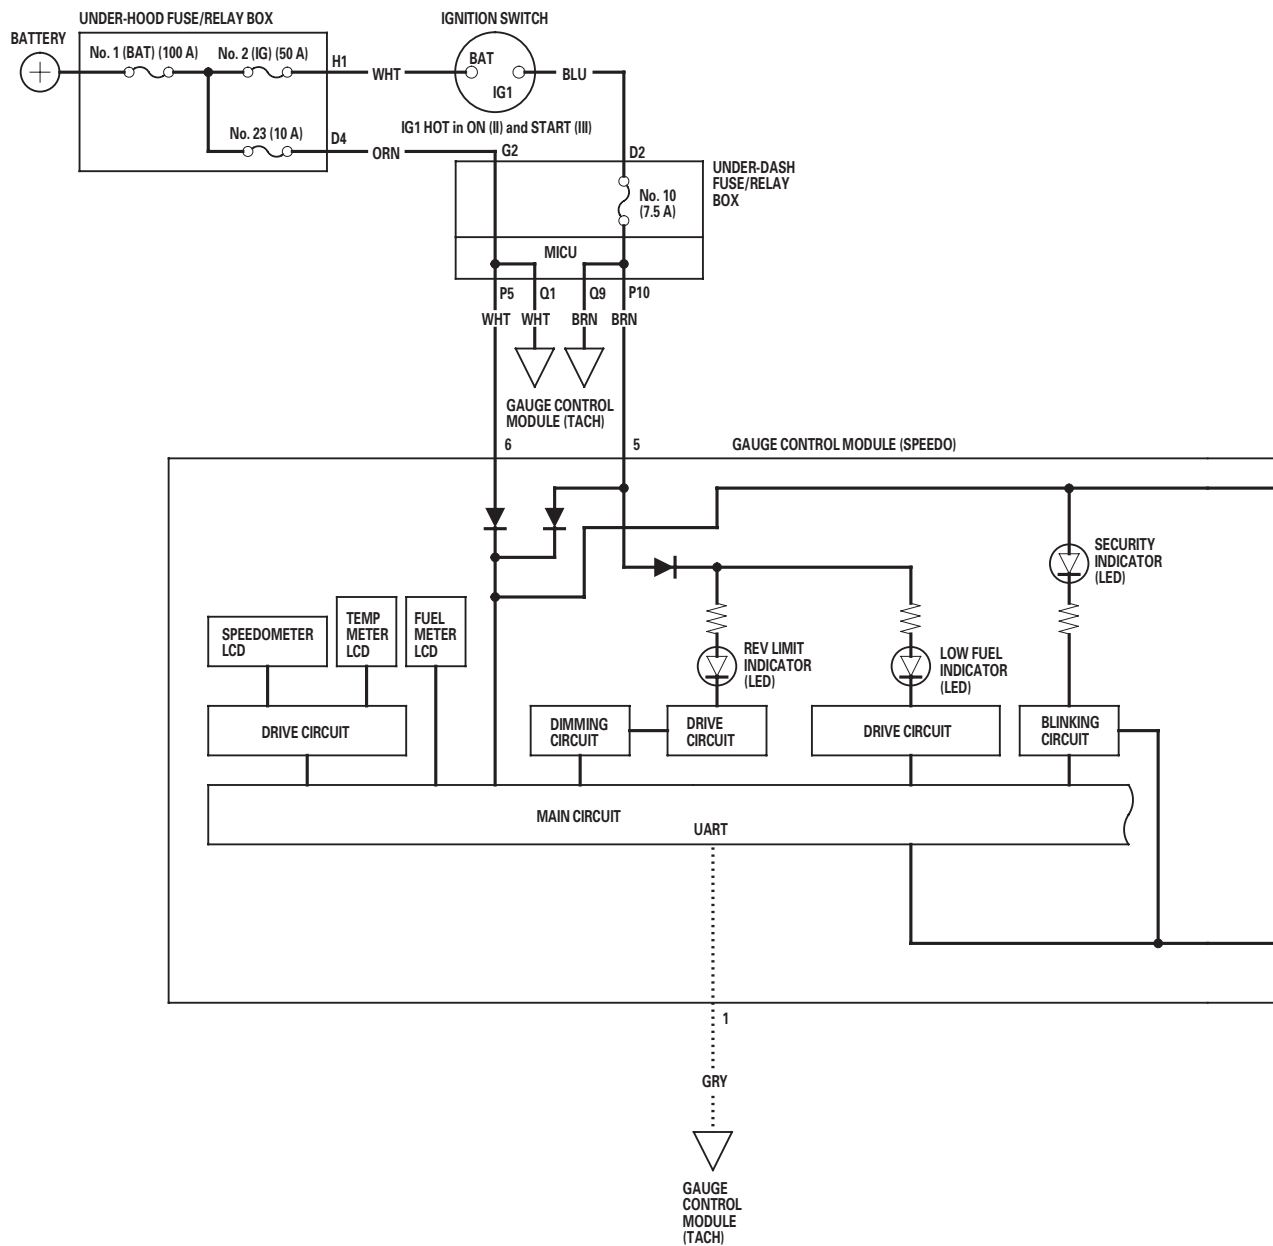 UNDER-HOOD FUSE/RELAY BOX
IGNITION SWITCH
BATTERY
No. 1 (BAT) (100 A)
No. 2 (IG) (50 A)
H1
WHT
BAT
IG1
BLU
No. 23 (10 A)
D4
ORN
IG1 HOT in ON (II) and START (III)
G2
D2
UNDER-DASH
FUSE/RELAY
BOX
No. 10
(7.5 A)
MICU
P5
Q1
Q9
P10
WHT
WHT
BRN
BRN
GAUGE CONTROL
MODULE (TACH)
6
5
GAUGE CONTROL MODULE (SPEEDO)
SECURITY
INDICATOR
(LED)
SPEEDOMETER
LCD
TEMP
METER
LCD
FUEL
METER
LCD
REV LIMIT
INDICATOR
(LED)
LOW FUEL
INDICATOR
(LED)
DRIVE CIRCUIT
DIMMING
CIRCUIT
DRIVE
CIRCUIT
DRIVE CIRCUIT
BLINKING
CIRCUIT
MAIN CIRCUIT
UART
1
GRY
GAUGE
CONTROL
MODULE
(TACH)